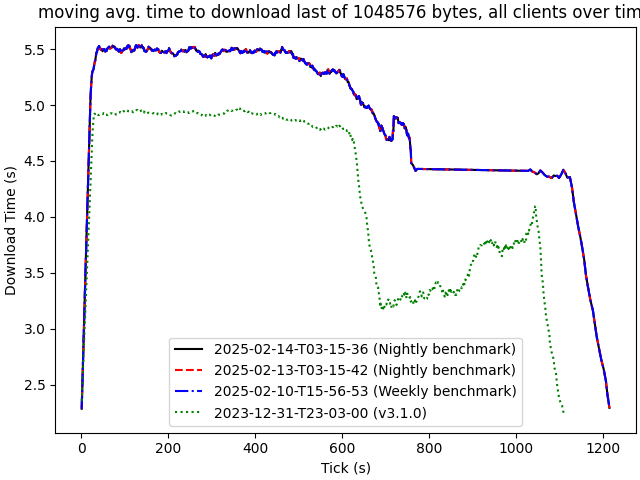 moving avg. time to download last of 1048576 bytes, all clients over tim
5.5
5.0
4.5
4.0
3.5
3.0
2.5
Download Time (s)
0 200 400 600 800 1000 1200
Tick (s)
2025-02-14-T03-15-36 (Nightly benchmark)
2025-02-13-T03-15-42 (Nightly benchmark)
2025-02-10-T15-56-53 (Weekly benchmark)
2023-12-31-T23-03-00 (v3.1.0)